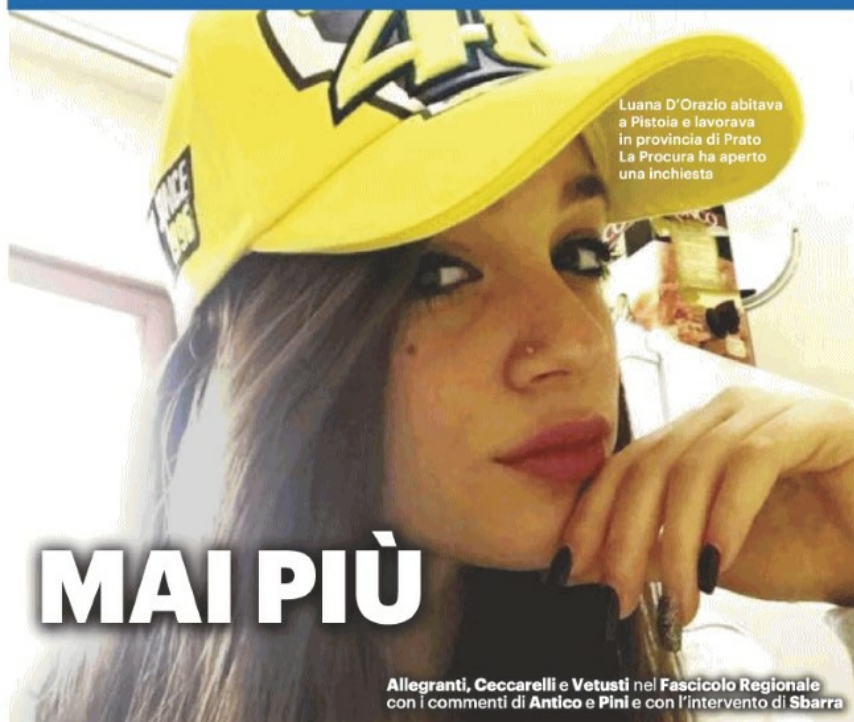 46
Luana D'Orazio abitava
a Pistoia e lavorava
in provincia di Prato
La Procura ha aperto
una inchiesta
MAI PIÙ
Allegranti, Ceccarelli e Vetusti nel Fascicolo Regionale
con i commenti di Antico e Pini e con l'intervento di Sbarra